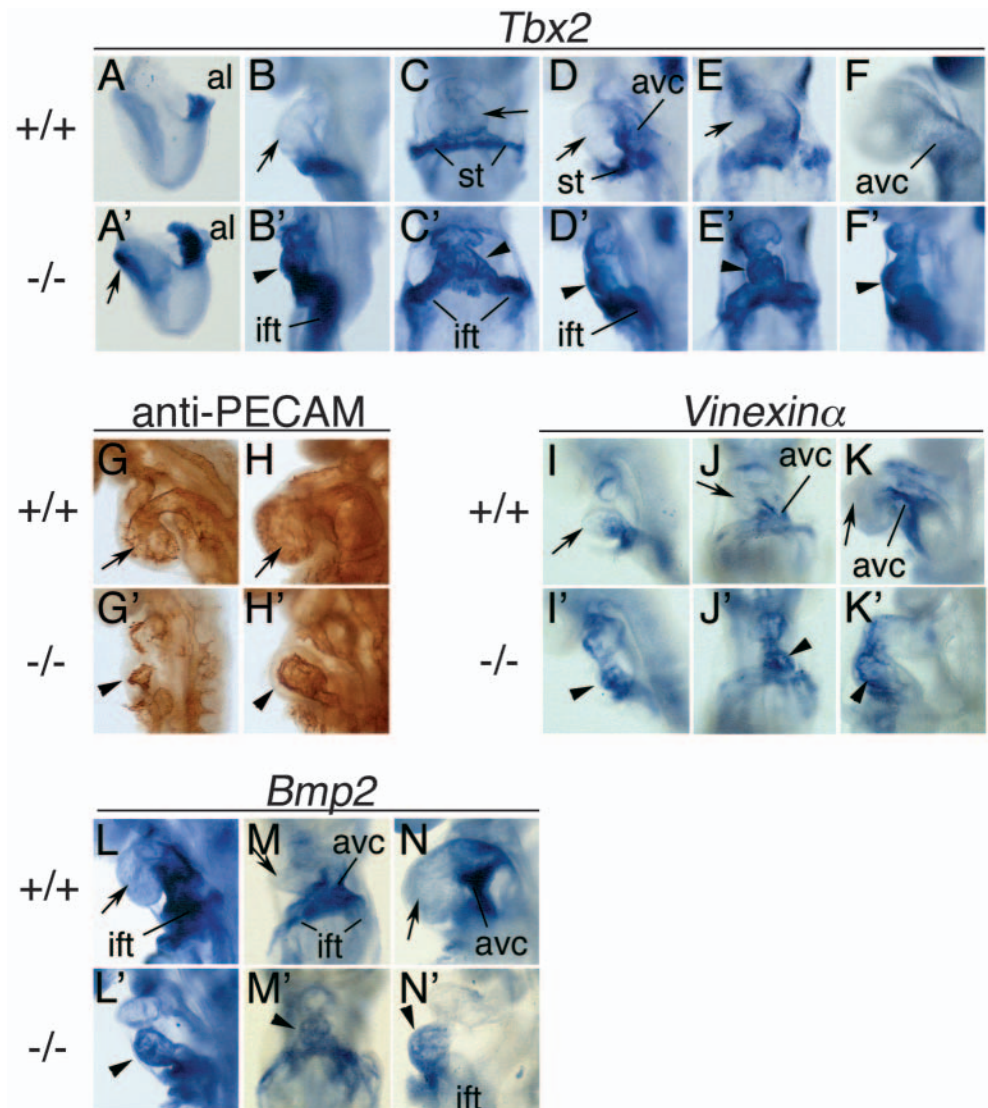 Tbx2
A al B C D avc E F
+/+
st st avc
A' al B' C' D' E' F'
-/-
ift ift ift
anti-PECAM Vinexinα
G H I J avc K
+/+ +/+
avc
G' H' I' J' K'
-/- -/-
Bmp2
L M avc N
+/+
ift ift avc
L' M' N'
-/-
ift